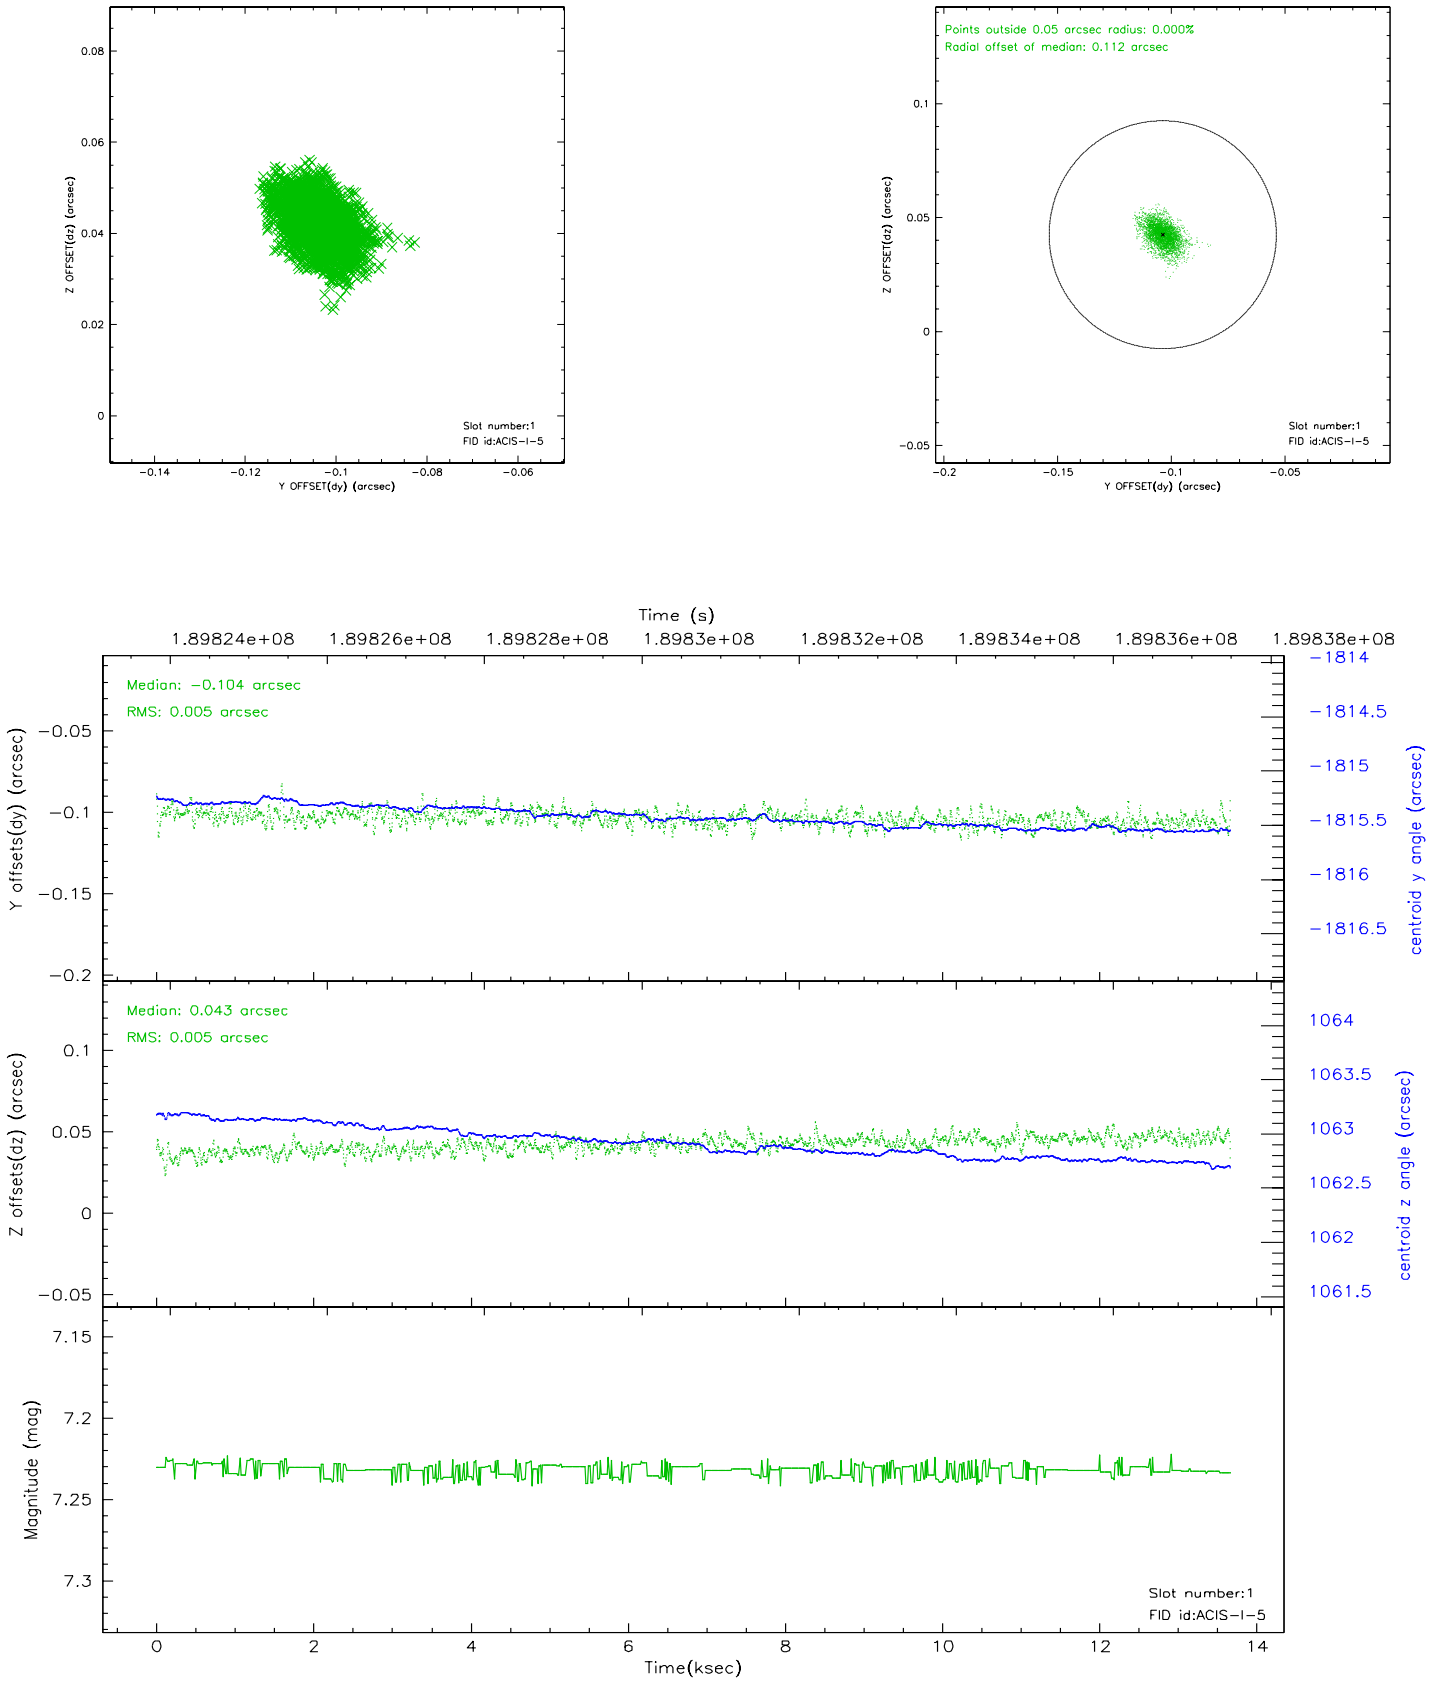 0.08
0.06
0.04
0.02
0
Z OFFSET(dz) (arcsec)
Slot number:1
FID id:ACIS-I-5
-0.14 -0.12 -0.1 -0.08 -0.06
Y OFFSET(dy) (arcsec)
Points outside 0.05 arcsec radius: 0.000%
Radial offset of median: 0.112 arcsec
0.1
0.05
0
-0.05
Z OFFSET(dz) (arcsec)
Slot number:1
FID id:ACIS-I-5
-0.2 -0.15 -0.1 -0.05
Y OFFSET(dy) (arcsec)
Time (s)
1.89824e+08 1.89826e+08 1.89828e+08 1.8983e+08 1.89832e+08 1.89834e+08 1.89836e+08 1.89838e+08
Median: -0.104 arcsec
RMS: 0.005 arcsec
-0.05
-0.1
-0.15
-0.2
Y offsets(dy) (arcsec)
-1814
-1814.5
-1815
-1815.5
-1816
-1816.5
centroid y angle (arcsec)
Median: 0.043 arcsec
RMS: 0.005 arcsec
0.1
0.05
0
-0.05
Z offsets(dz) (arcsec)
1064
1063.5
1063
1062.5
1062
1061.5
centroid z angle (arcsec)
7.15
7.2
7.25
7.3
Magnitude (mag)
Slot number:1
FID id:ACIS-I-5
0 2 4 6 8 10 12 14
Time(ksec)